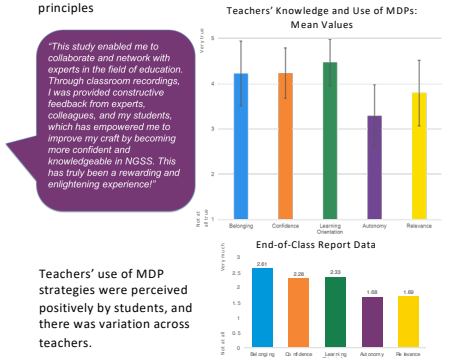 principles
"This study enabled me to
collaborate and network with
experts in the field of education.
Through classroom recordings,
I was provided constructive
feedback from experts,
colleagues, and my students,
which has empowered me to
improve my craft by becoming
more confident and
knowledgeable in NGSS. This
has truly been a rewarding and
enlightening experience!"
Teachers' use of MDP
strategies were perceived
positively by students, and
there was variation across
teachers.
Teachers' Knowledge and Use of MDPs:
Mean Values
Very true
5
4
3
2
1
Not at
all true
Belonging
Confidence
Learning
Orientation
Autonomy
Relevance
End-of-Class Report Data
Very much
3
2.5
2
1.5
1
0.5
0
Not at
all
2.61
2.28
2.33
1.68
1.69
Belonging
Confidence
Learning
Autonomy
Relevance